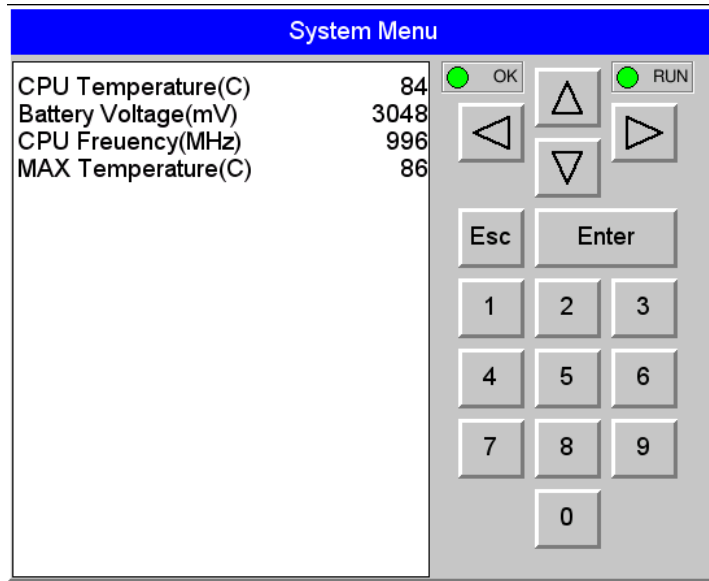 System Menu
CPU Temperature(C) 84
Battery Voltage(mV) 3048
CPU Freuency(MHz) 996
MAX Temperature(C) 86
OK RUN
Esc Enter
1 2 3
4 5 6
7 8 9
0